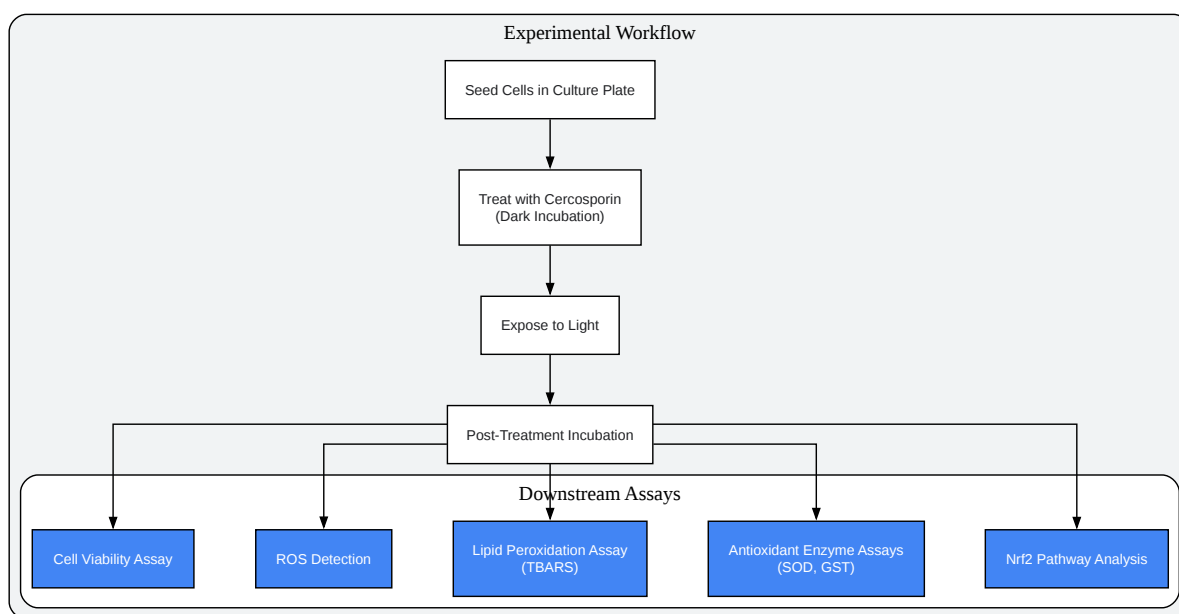 Experimental Workflow
Seed Cells in Culture Plate
Treat with Cercosporin
(Dark Incubation)
Expose to Light
Post-Treatment Incubation
Downstream Assays
Cell Viability Assay
ROS Detection
Lipid Peroxidation Assay
(TBARS)
Antioxidant Enzyme Assays
(SOD, GST)
Nrf2 Pathway Analysis